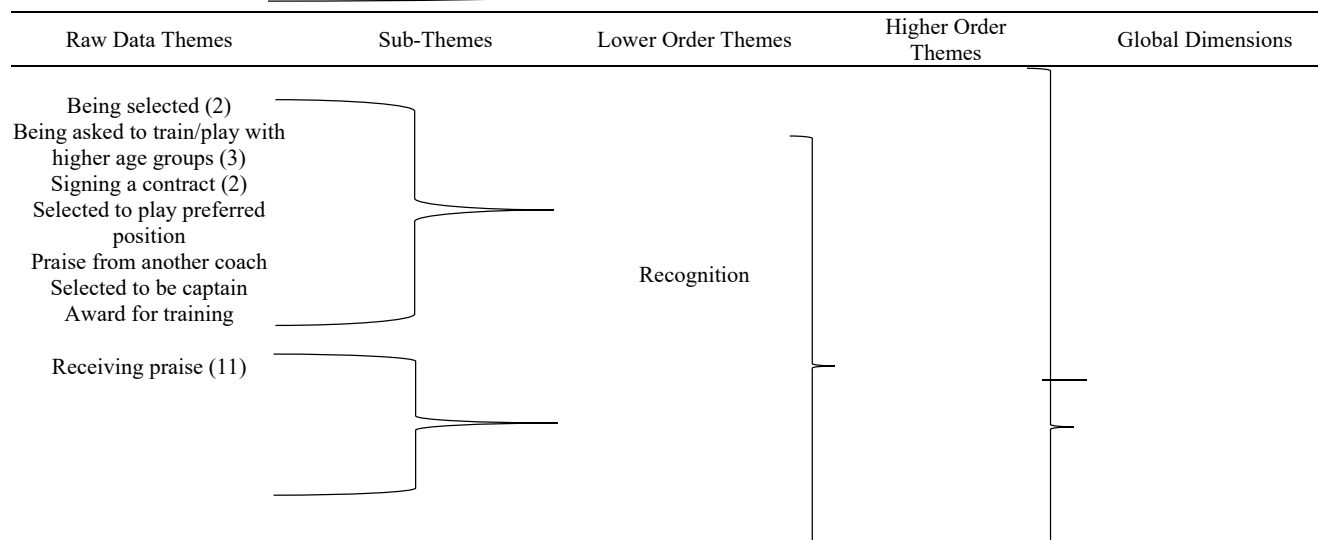 Raw Data Themes Sub-Themes Lower Order Themes Higher Order Themes Global Dimensions
Being selected (2)
Being asked to train/play with
higher age groups (3)
Signing a contract (2)
Selected to play preferred
position
Praise from another coach
Recognition
Selected to be captain
Award for training
Receiving praise (11)